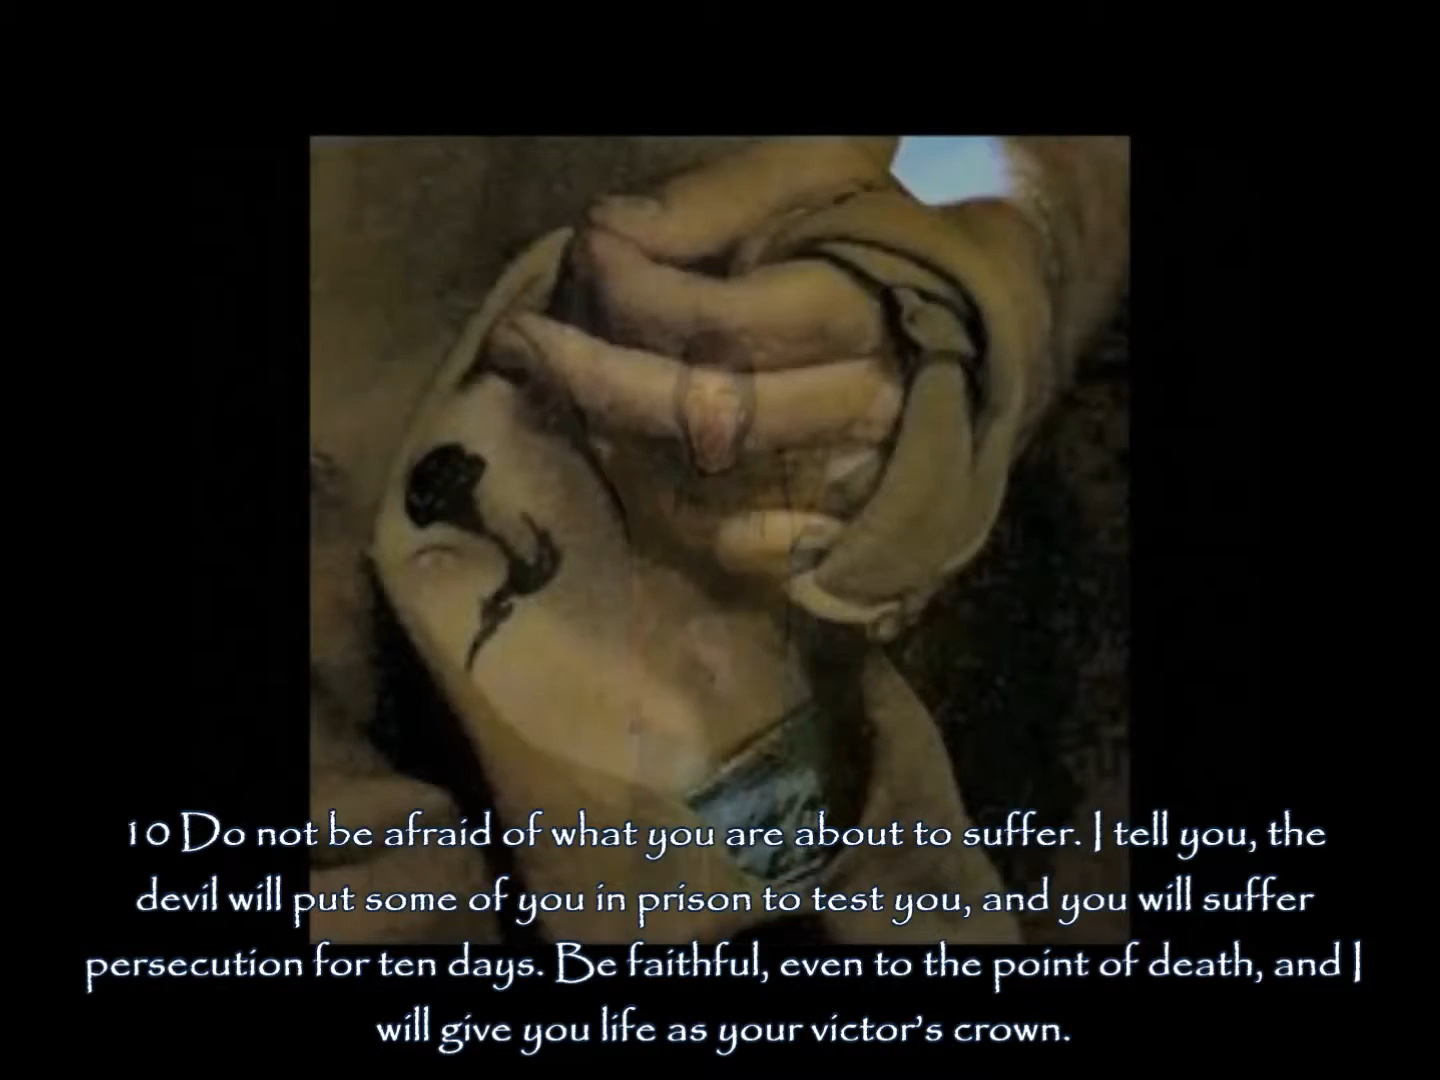 10 Do not be afraid of what you are about to suffer. I tell you, the
devil will put some of you in prison to test you, and you will suffer
persecution for ten days. Be faithful, even to the point of death, and I
will give you life as your victor's crown.